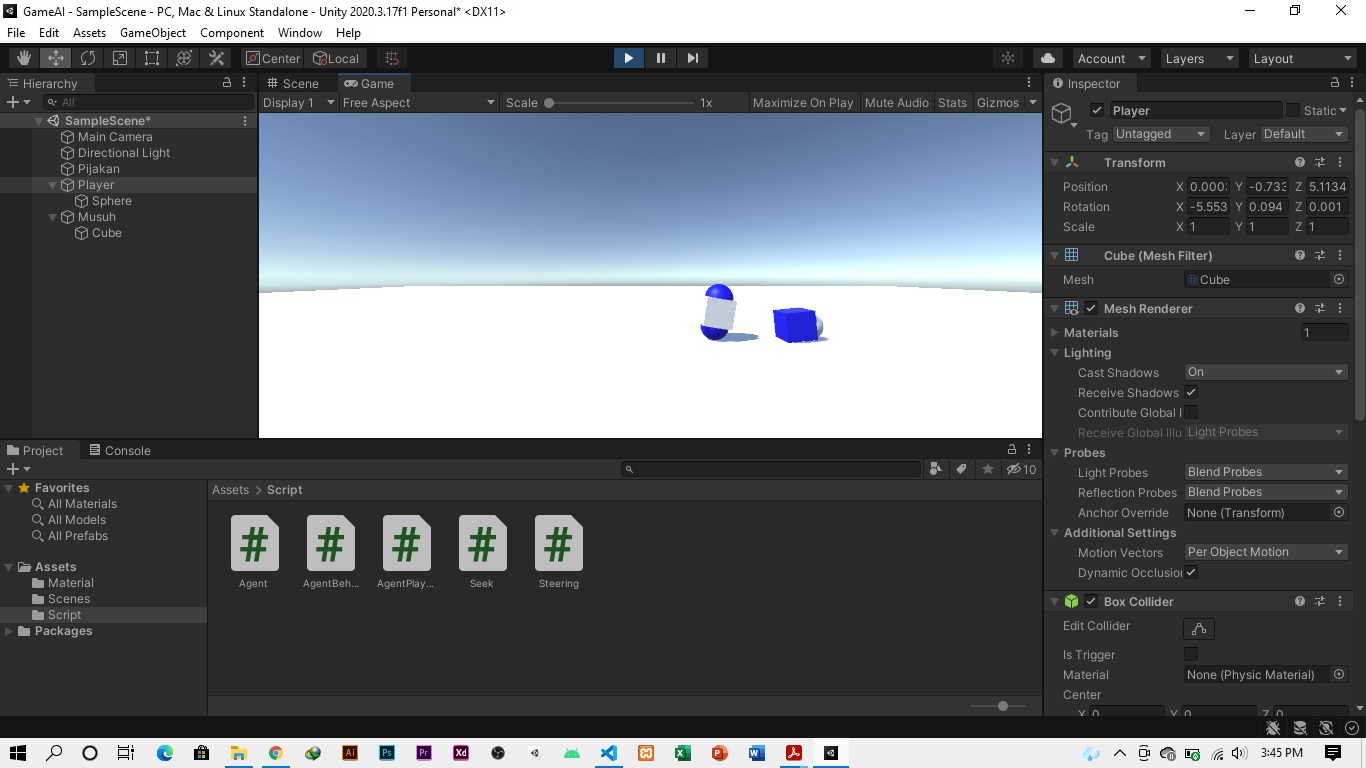 GameAI - SampleScene - PC, Mac & Linux Standalone - Unity 2020.3.17f1 Personal* <DX11>
File Edit Assets GameObject Component Window Help
Center Local Account Layers Layout
Hierarchy
All
SampleScene*
Main Camera
Directional Light
Pijakan
Player
Sphere
Musuh
Cube
Scene Game
Display 1 Free Aspect Scale 1x Maximize On Play Mute Audio Stats Gizmos
Inspector
Player Static
Tag Untagged Layer Default
Transform
Position X 0.000: Y -0.733 Z 5.1134
Rotation X -5.553 Y 0.094 Z 0.001
Scale X 1 Y 1 Z 1
Cube (Mesh Filter)
Mesh Cube
Mesh Renderer
Materials 1
Lighting
Cast Shadows On
Receive Shadows
Contribute Global I
Receive Global Illu Light Probes
Probes
Light Probes Blend Probes
Reflection Probes Blend Probes
Anchor Override None (Transform)
Additional Settings
Motion Vectors Per Object Motion
Dynamic Occlusion
Box Collider
Edit Collider
Is Trigger
Material None (Physic Material)
Center
X 0 Y 0 Z 0
Project Console
10
Favorites
All Materials
All Models
All Prefabs
Assets
Material
Scenes
Script
Packages
Assets > Script
Agent AgentBeh... AgentPlay... Seek Steering
3:45 PM